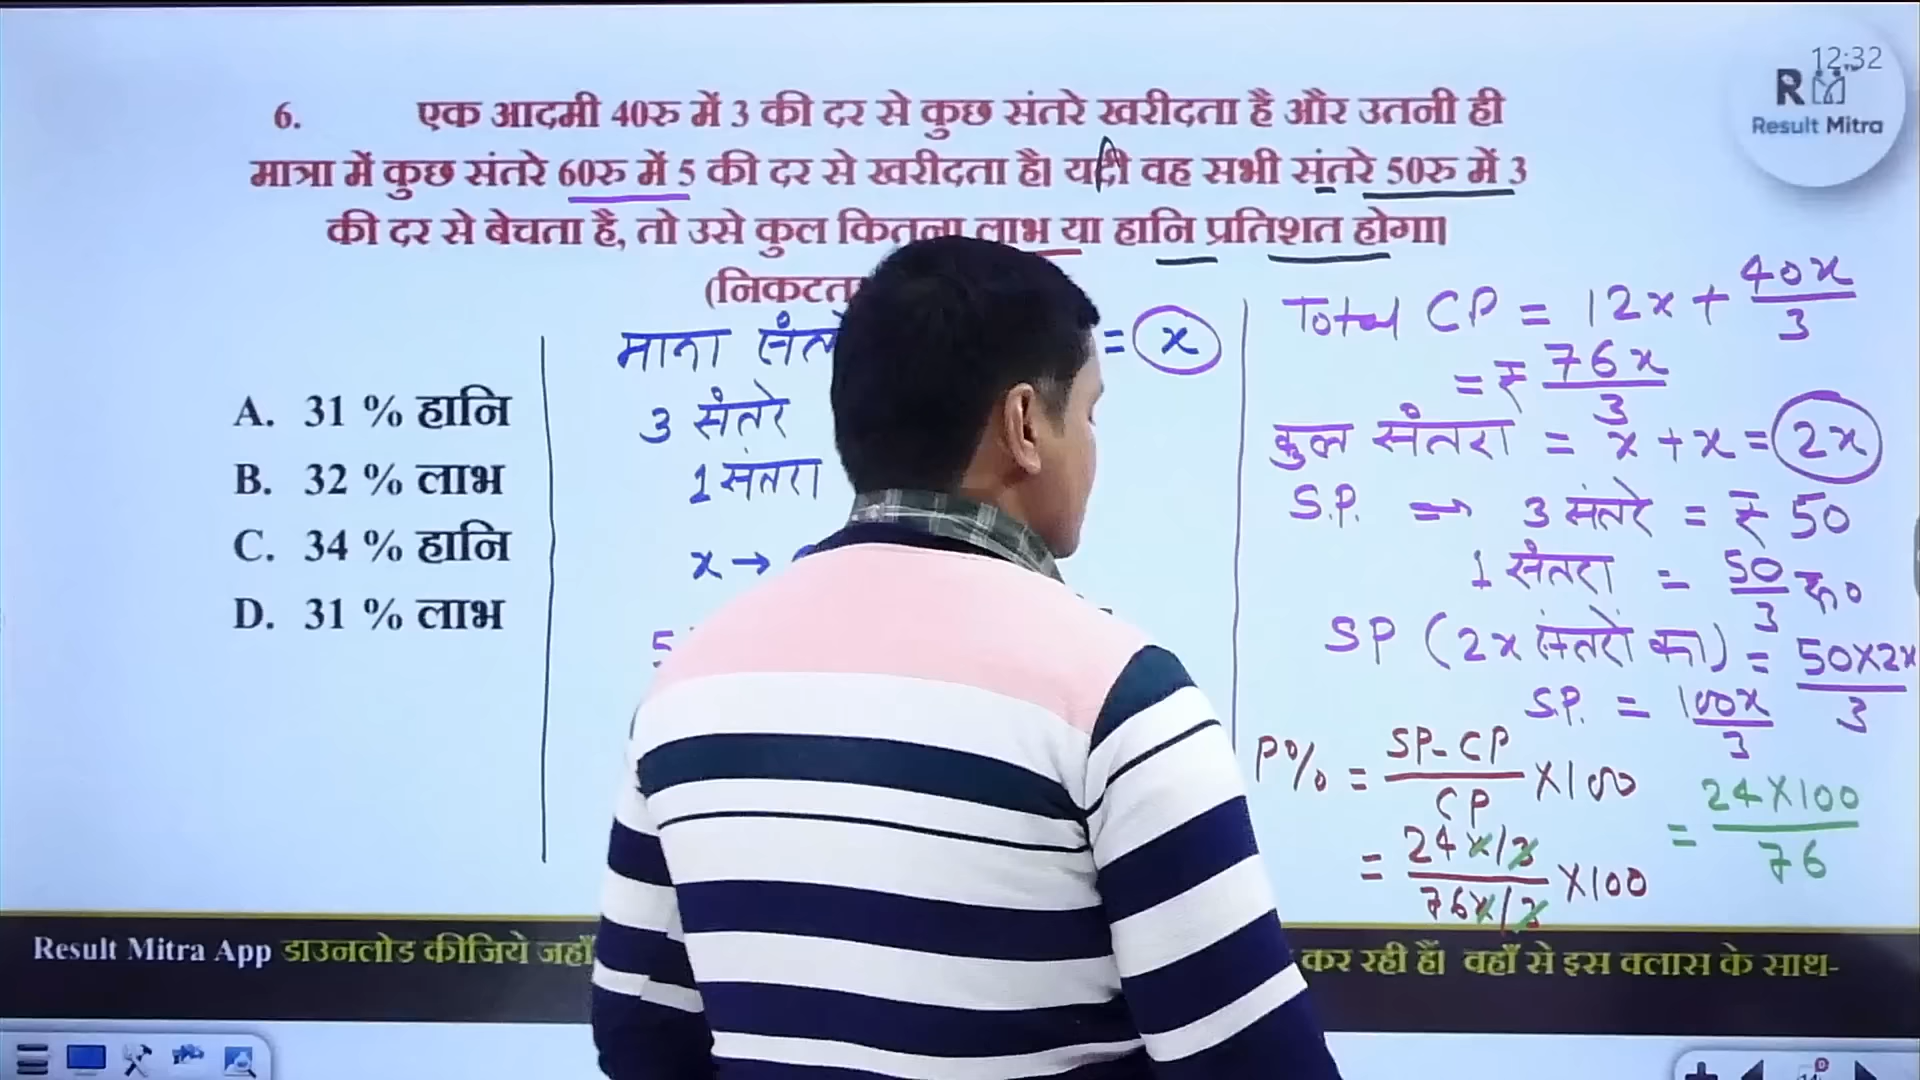 12:32
RM
Result Mitra
6. एक आदमी 40रु में 3 की दर से कुछ संतरे खरीदता है और उतनी ही
मात्रा में कुछ संतरे 60रु में 5 की दर से खरीदता है। यदी वह सभी संतरे 50रु में 3
की दर से बेचता है, तो उसे कुल कितना लाभ या हानि प्रतिशत होगा।
(निकटत
A. 31 % हानि
B. 32 % लाभ
C. 34 % हानि
D. 31 % लाभ
माना = x
3 संतरे
1 संतरा
x →
5
Total CP = 12x + 40x/3
= ₹ 76x/3
कुल संतरा = x + x = 2x
S.P. → 3 संतरे = ₹ 50
1 संतरा = 50/3 रु०
SP (2x संतरों का) = 50×2x/3
S.P. = 100x/3
P% = SP-CP/CP ×100
= 24x/3/76x/3 ×100
= 24×100/76
Result Mitra App डाउनलोड कीजिये जहाँ कर रही हैं। वहाँ से इस क्लास के साथ-